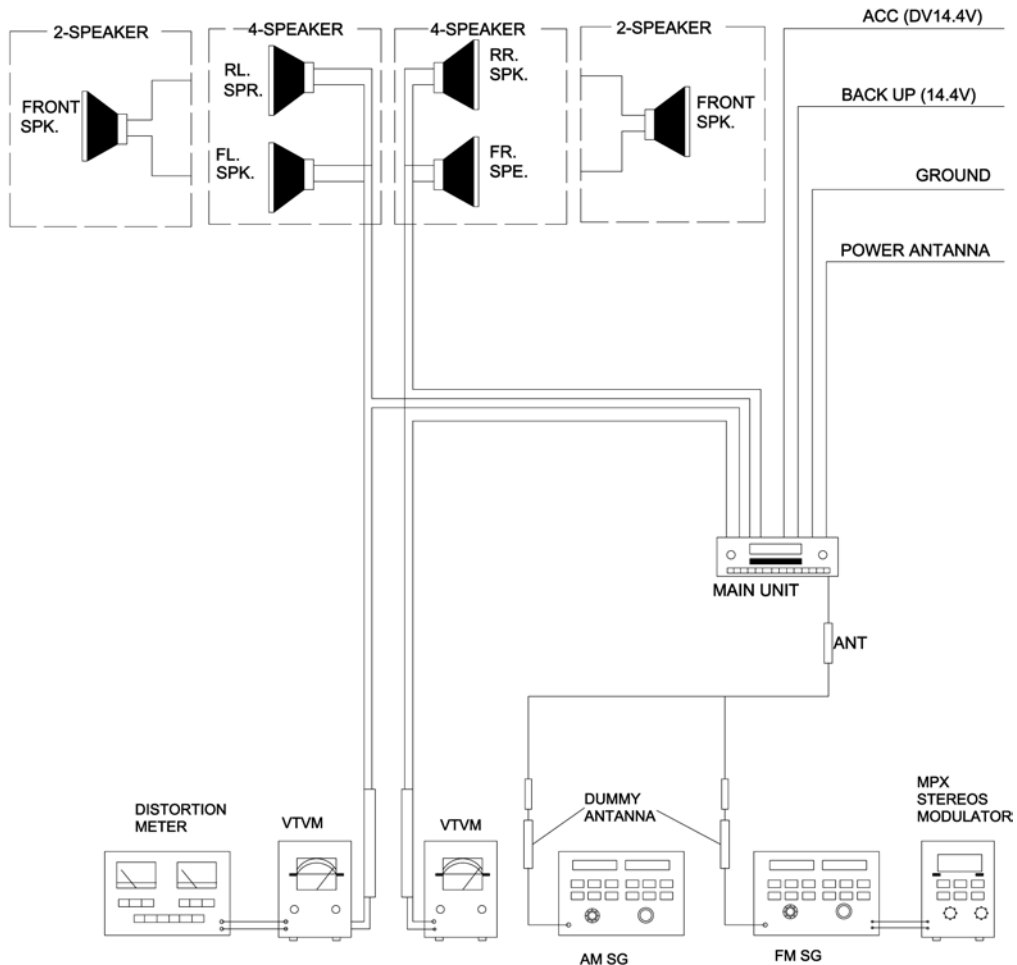 2-SPEAKER
4-SPEAKER
4-SPEAKER
2-SPEAKER
ACC (DV14.4V)
RL.
SPR.
RR.
SPK.
FRONT
SPK.
FRONT
SPK.
BACK UP (14.4V)
FL.
SPK.
FR.
SPE.
GROUND
POWER ANTANNA
MAIN UNIT
ANT
DISTORTION
METER
VTVM
VTVM
DUMMY
ANTANNA
MPX
STEREOS
MODULATORS
AM SG
FM SG